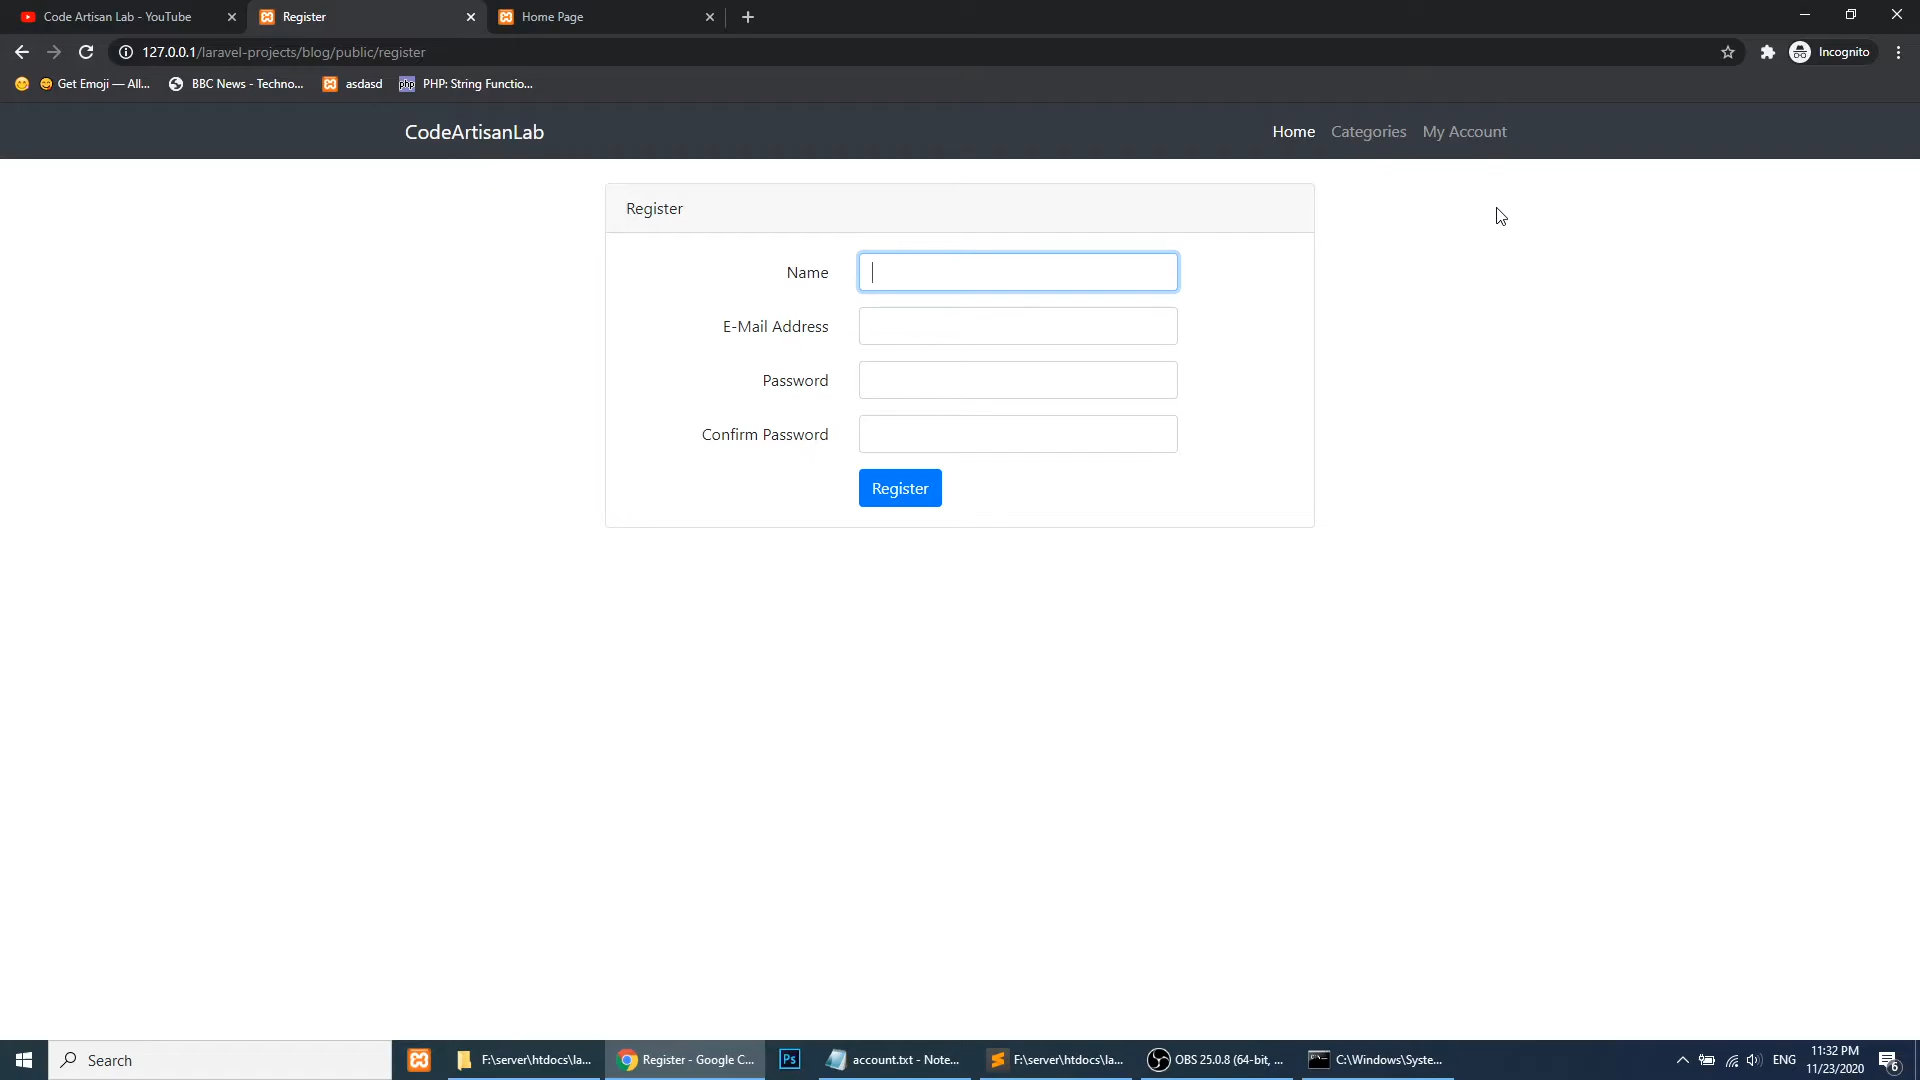 Code Artisan Lab - YouTube
Register
Home Page
127.0.0.1/laravel-projects/blog/public/register
Incognito
Get Emoji — All...
BBC News - Techno...
asdasd
php
PHP: String Functio...
CodeArtisanLab
Home
Categories
My Account
Register
Name
E-Mail Address
Password
Confirm Password
Register
Search
F:\server\htdocs\la...
Register - Google C...
Ps
account.txt - Note...
F:\server\htdocs\la...
OBS 25.0.8 (64-bit, ...
C:\Windows\Syste...
ENG
11:32 PM
11/23/2020
6